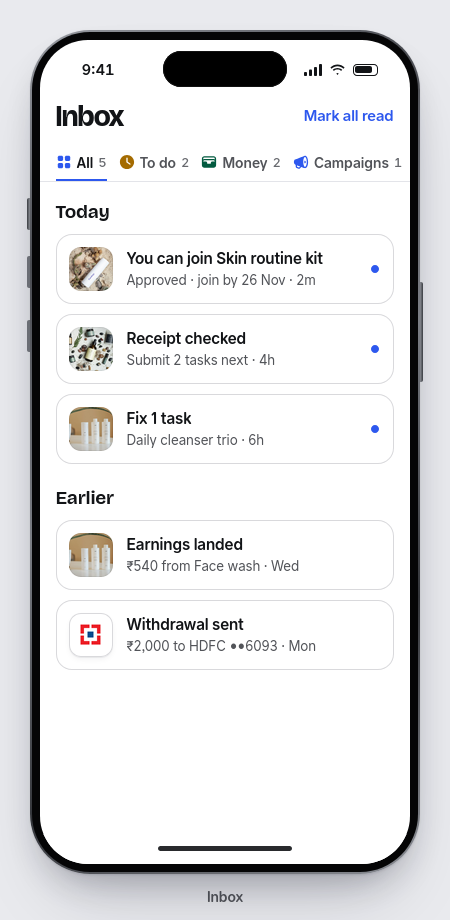 9:41
Inbox
Mark all read
All 5
To do 2
Money 2
Campaigns 1
Today
You can join Skin routine kit
Approved · join by 26 Nov · 2m
Receipt checked
Submit 2 tasks next · 4h
Fix 1 task
Daily cleanser trio · 6h
Earlier
Earnings landed
₹540 from Face wash · Wed
Withdrawal sent
₹2,000 to HDFC ••6093 · Mon
Inbox